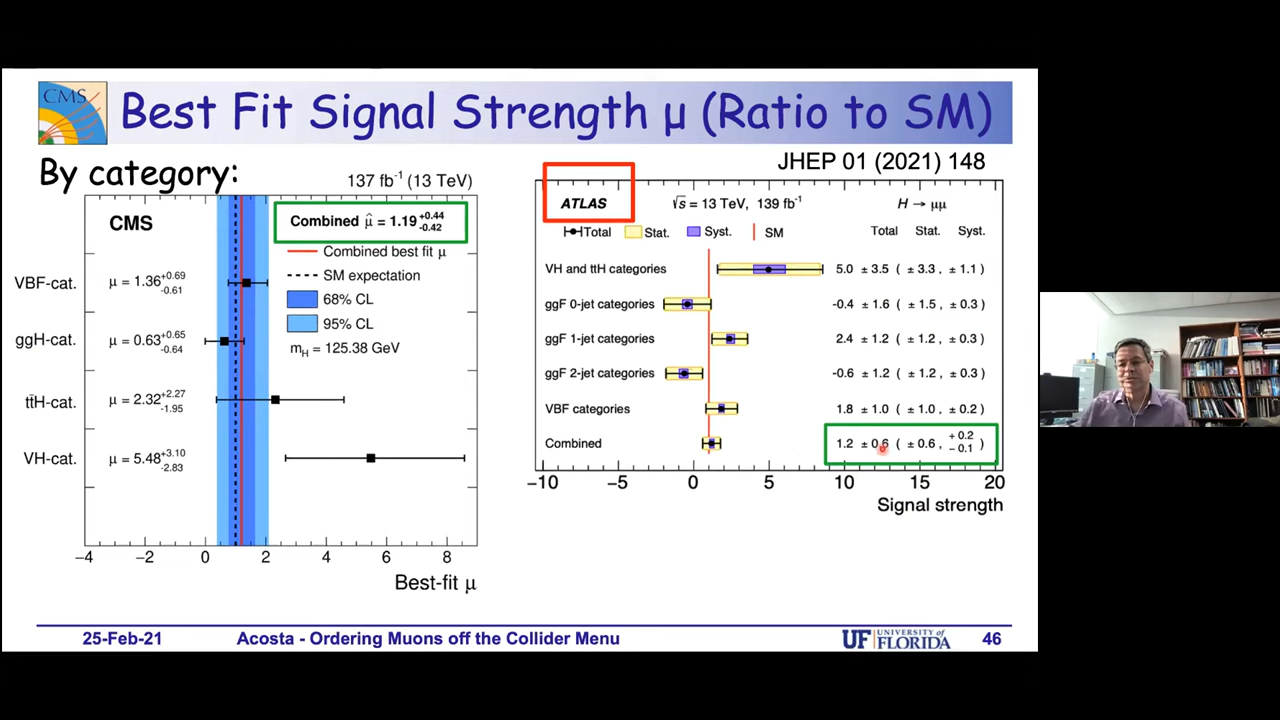 CMS
Best Fit Signal Strength μ (Ratio to SM)
By category:
JHEP 01 (2021) 148
137 fb⁻¹ (13 TeV)
CMS
Combined μ̂ = 1.19 +0.44 -0.42
Combined best fit μ
SM expectation
68% CL
95% CL
m_H = 125.38 GeV
VBF-cat. μ = 1.36 +0.69 -0.61
ggH-cat. μ = 0.63 +0.65 -0.64
tt̄H-cat. μ = 2.32 +2.27 -1.95
VH-cat. μ = 5.48 +3.10 -2.83
−4 −2 0 2 4 6 8
Best-fit μ
ATLAS √s = 13 TeV, 139 fb⁻¹ H → μμ
Total Stat. Syst. SM Total Stat. Syst.
VH and ttH categories 5.0 ± 3.5 ( ± 3.3 , ± 1.1 )
ggF 0-jet categories -0.4 ± 1.6 ( ± 1.5 , ± 0.3 )
ggF 1-jet categories 2.4 ± 1.2 ( ± 1.2 , ± 0.3 )
ggF 2-jet categories -0.6 ± 1.2 ( ± 1.2 , ± 0.3 )
VBF categories 1.8 ± 1.0 ( ± 1.0 , ± 0.2 )
Combined 1.2 ± 0.6 ( ± 0.6 , + 0.2 − 0.1 )
−10 −5 0 5 10 15 20
Signal strength
25-Feb-21 Acosta - Ordering Muons off the Collider Menu UF UNIVERSITY of FLORIDA 46